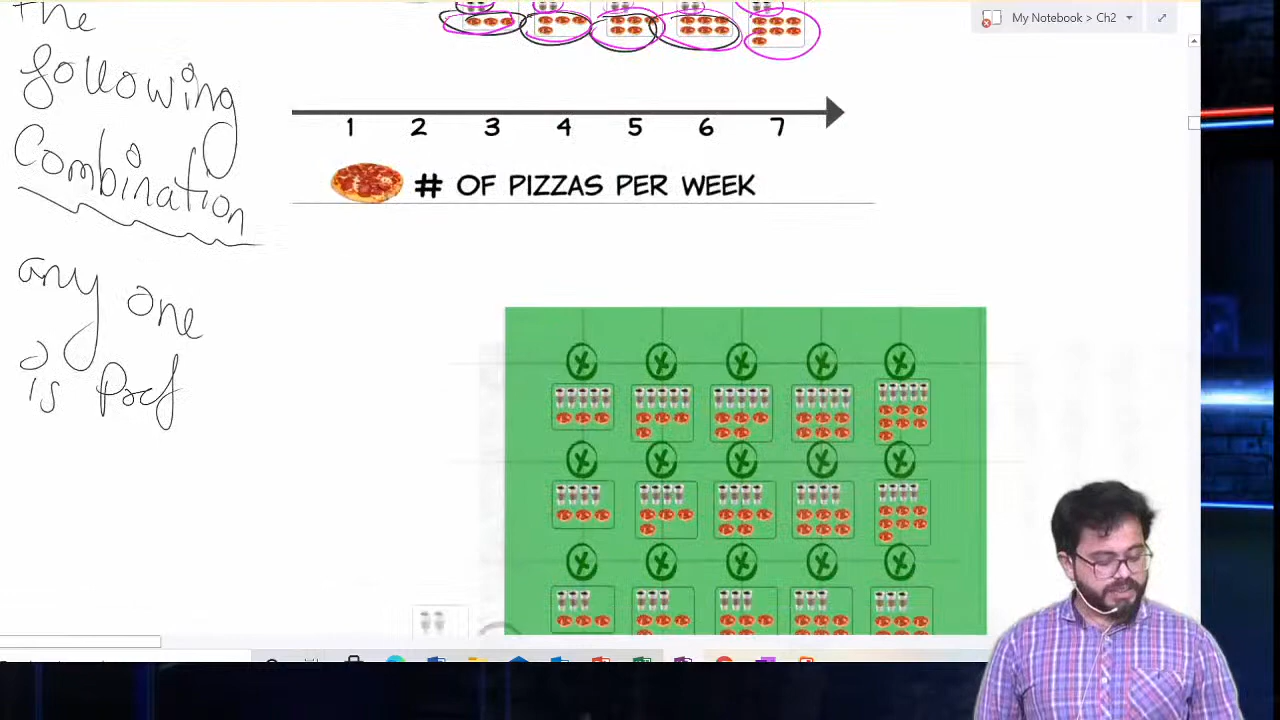 the
My Notebook > Ch2
following
Combination
1 2 3 4 5 6 7
# OF PIZZAS PER WEEK
any one
is Pref